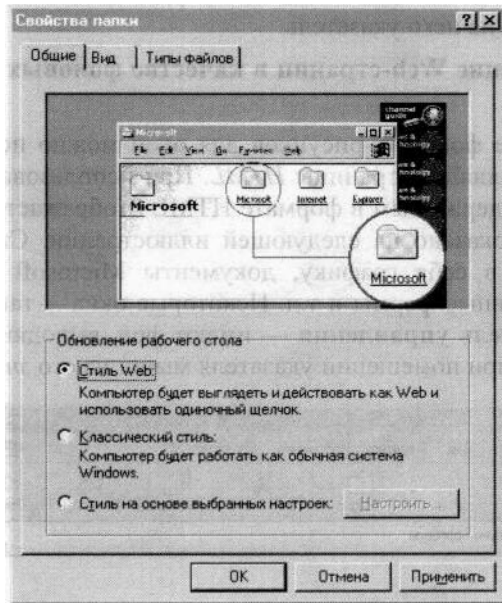 Свойства папки
Общие Вид Типы файлов
channel
guide
Microsoft
File Edit View Go Favorites Help
Microsoft
Microsoft Internet Explorer
Microsoft
Обновление рабочего стола
Стиль Web:
Компьютер будет выглядеть и действовать как Web и
использовать одиночный щелчок.
Классический стиль:
Компьютер будет работать как обычная система
Windows.
Стиль на основе выбранных настроек: Настроить...
OK Отмена Применить